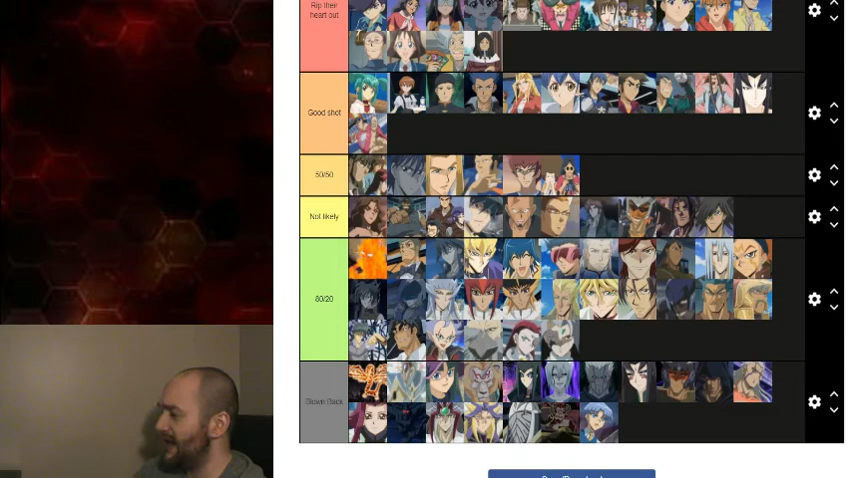 Rip their
heart out
Good shot
50/50
Not likely
80/20
Blown Back